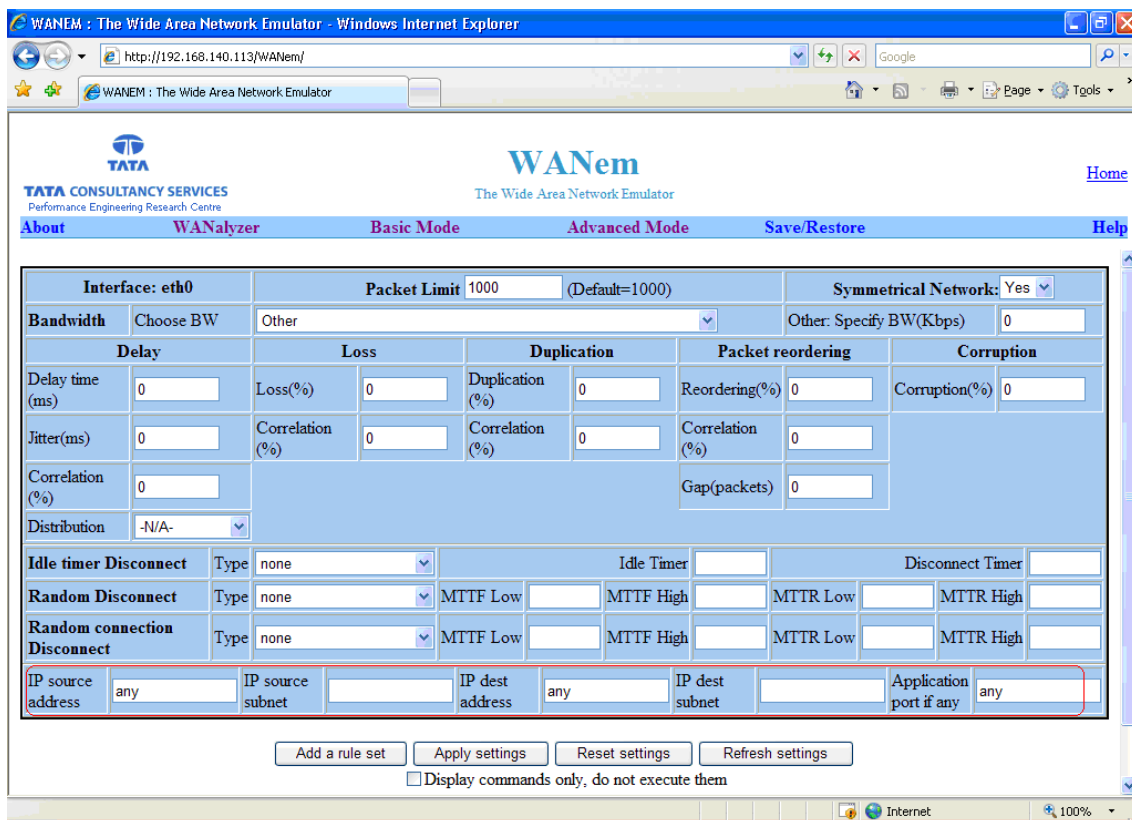 WANEM : The Wide Area Network Emulator - Windows Internet Explorer
http://192.168.140.113/WANem/
Google
WANEM : The Wide Area Network Emulator
Page
Tools
TATA
TATA CONSULTANCY SERVICES
Performance Engineering Research Centre
WANem
The Wide Area Network Emulator
Home
About WANalyzer Basic Mode Advanced Mode Save/Restore Help
Interface: eth0 Packet Limit 1000 (Default=1000) Symmetrical Network: Yes
Bandwidth Choose BW Other Other: Specify BW(Kbps) 0
Delay Loss Duplication Packet reordering Corruption
Delay time (ms) 0 Loss(%) 0 Duplication (%) 0 Reordering(%) 0 Corruption(%) 0
Jitter(ms) 0 Correlation (%) 0 Correlation (%) 0 Correlation (%) 0
Correlation (%) 0 Gap(packets) 0
Distribution -N/A-
Idle timer Disconnect Type none Idle Timer Disconnect Timer
Random Disconnect Type none MTTF Low MTTF High MTTR Low MTTR High
Random connection Disconnect Type none MTTF Low MTTF High MTTR Low MTTR High
IP source address any IP source subnet IP dest address any IP dest subnet Application port if any any
Add a rule set Apply settings Reset settings Refresh settings
Display commands only, do not execute them
Internet 100%